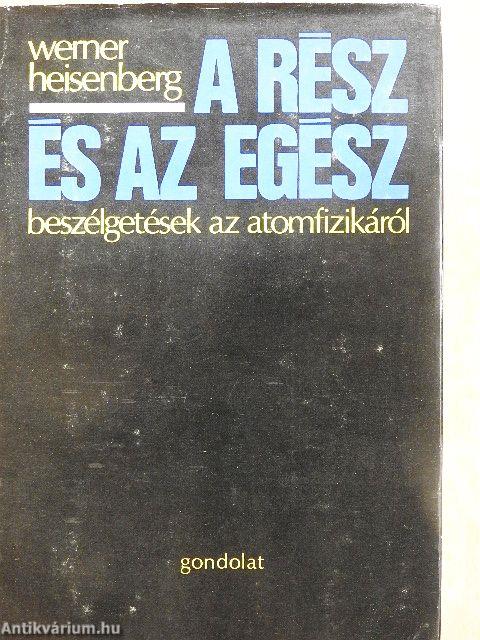 werner
heisenberg
A RÉSZ
ÉS AZ EGÉSZ
beszélgetések az atomfizikáról
gondolat
Antikvárium.hu